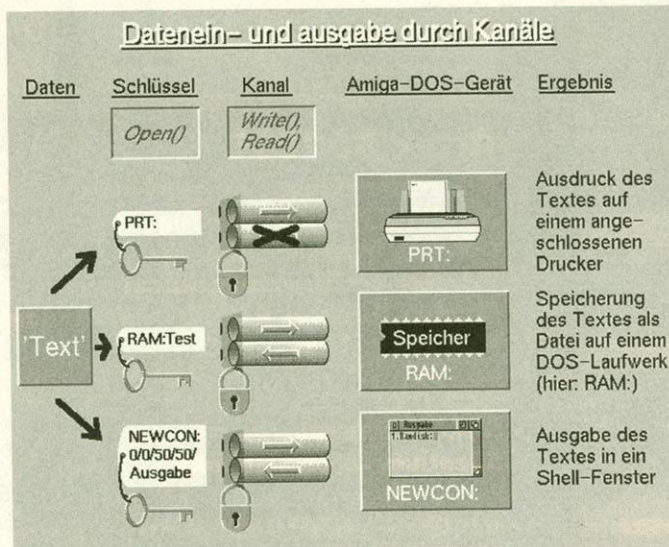 Datenein- und ausgabe durch Kanäle
Daten Schlüssel Kanal Amiga-DOS-Gerät Ergebnis
Open()
Write(),
Read()
PRT:
PRT:
Ausdruck des
Textes auf
einem ange-
schlossenen
Drucker
'Text'
RAM:Test
Speicher
RAM:
Speicherung
des Textes als
Datei auf einem
DOS-Laufwerk
(hier: RAM:)
NEWCON:
0/0/50/50/
Ausgabe
Ausgabe
1.Ramdisk:
NEWCON:
Ausgabe des
Textes in ein
Shell-Fenster